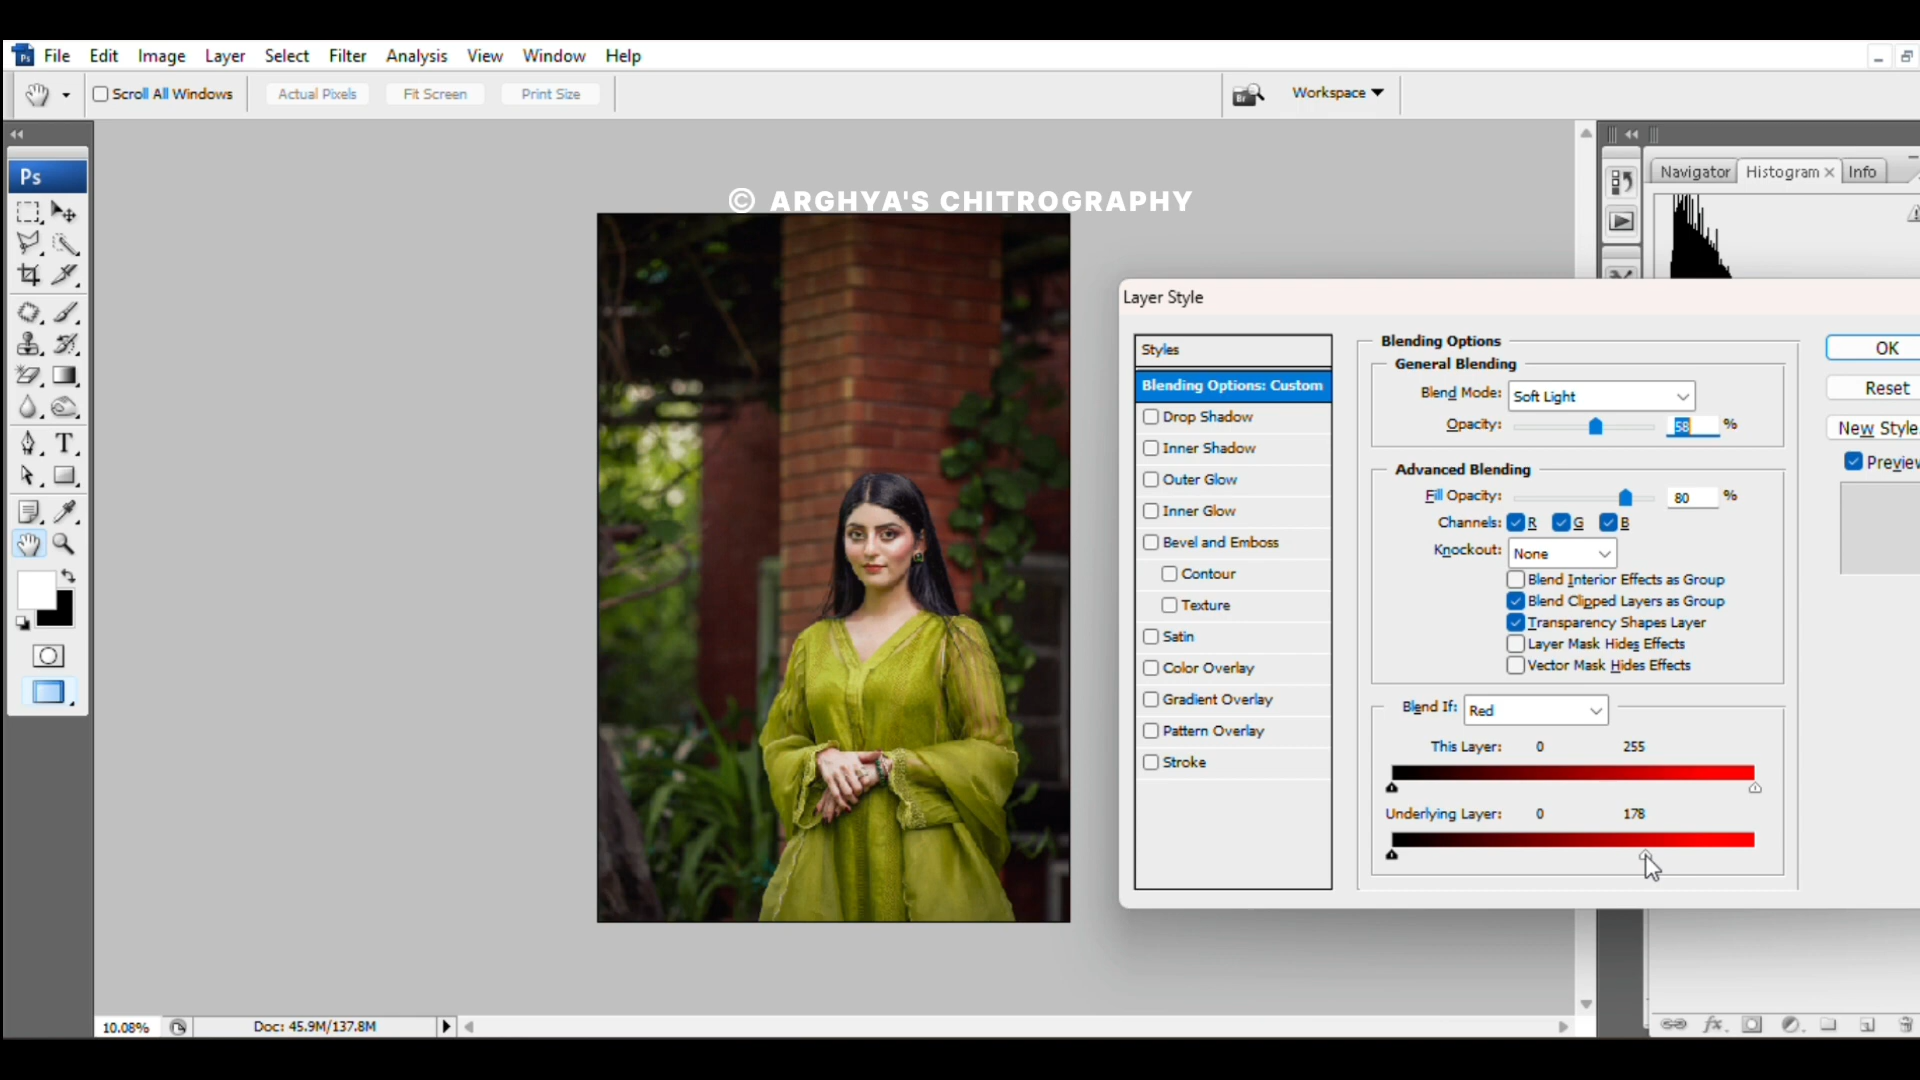 Ps File Edit Image Layer Select Filter Analysis View Window Help
Scroll All Windows Actual Pixels Fit Screen Print Size Br Workspace
Ps
Navigator Histogram × Info
© ARGHYA'S CHITROGRAPHY
Layer Style
Styles
Blending Options: Custom
Drop Shadow
Inner Shadow
Outer Glow
Inner Glow
Bevel and Emboss
Contour
Texture
Satin
Color Overlay
Gradient Overlay
Pattern Overlay
Stroke
Blending Options
General Blending
Blend Mode: Soft Light
Opacity: 58 %
Advanced Blending
Fill Opacity: 80 %
Channels: R G B
Knockout: None
Blend Interior Effects as Group
Blend Clipped Layers as Group
Transparency Shapes Layer
Layer Mask Hides Effects
Vector Mask Hides Effects
Blend If: Red
This Layer: 0 255
Underlying Layer: 0 178
OK
Reset
New Style
Preview
T
10.08% Doc: 45.9M/137.8M
fx.